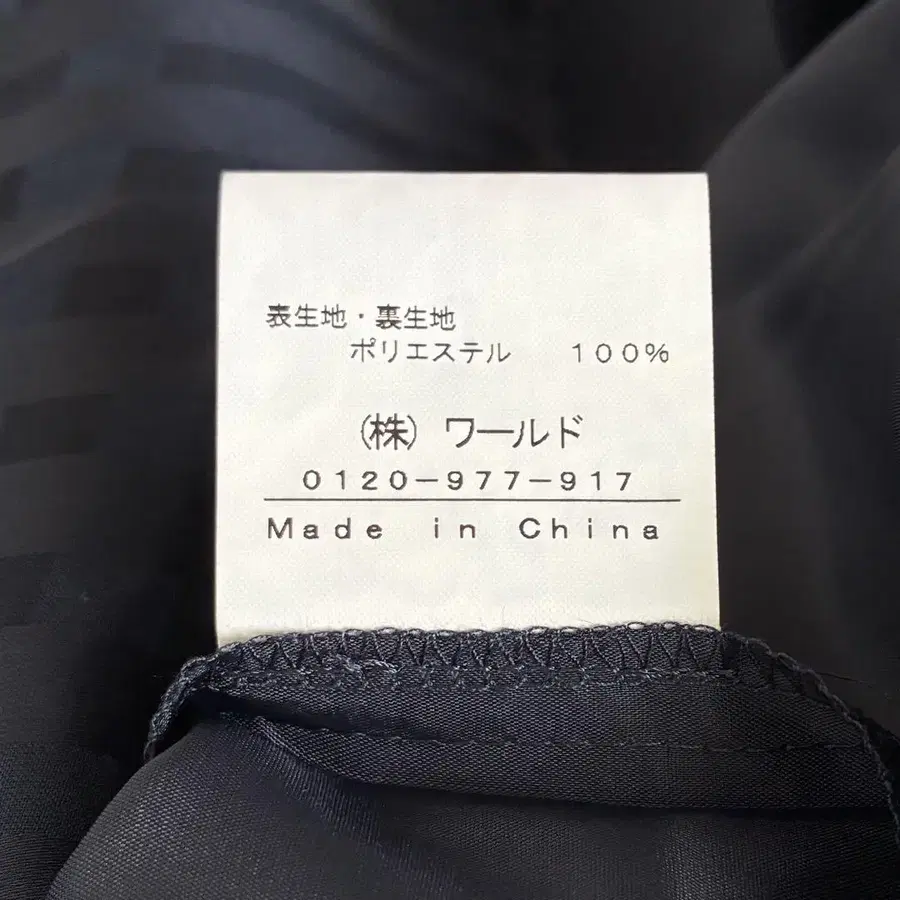 表生地・裏生地
ポリエステル　100%
(株) ワールド
0120-977-917
Made in China